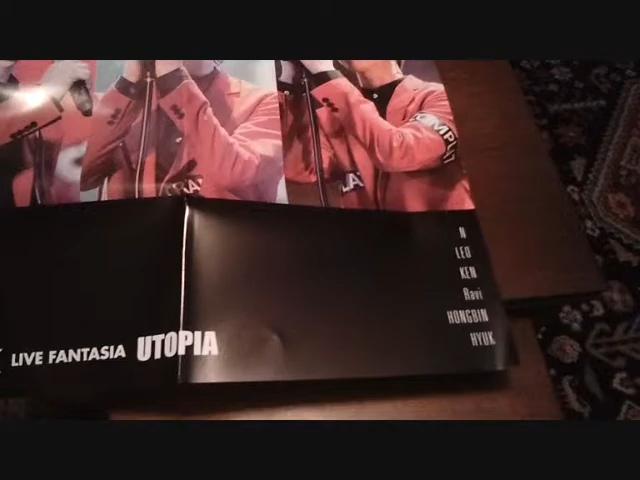 N
LEO
KEN
Ravi
HONGBIN
HYUK
LIVE FANTASIA UTOPIA